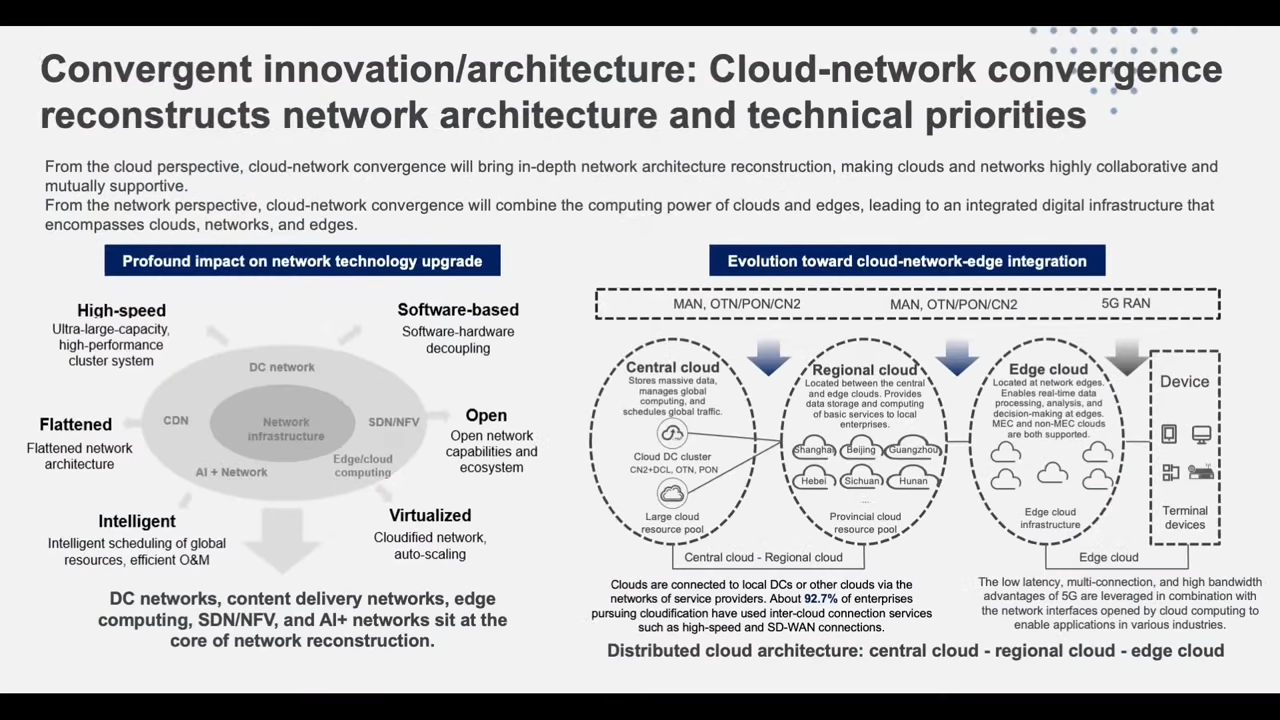 Convergent innovation/architecture: Cloud-network convergence
reconstructs network architecture and technical priorities
From the cloud perspective, cloud-network convergence will bring in-depth network architecture reconstruction, making clouds and networks highly collaborative and
mutually supportive.
From the network perspective, cloud-network convergence will combine the computing power of clouds and edges, leading to an integrated digital infrastructure that
encompasses clouds, networks, and edges.
Profound impact on network technology upgrade
High-speed
Ultra-large-capacity,
high-performance
cluster system
Software-based
Software-hardware
decoupling
DC network
CDN
Network
infrastructure
SDN/NFV
AI + Network
Edge/cloud
computing
Flattened
Flattened network
architecture
Open
Open network
capabilities and
ecosystem
Intelligent
Intelligent scheduling of global
resources, efficient O&M
Virtualized
Cloudified network,
auto-scaling
DC networks, content delivery networks, edge
computing, SDN/NFV, and AI+ networks sit at the
core of network reconstruction.
Evolution toward cloud-network-edge integration
MAN, OTN/PON/CN2
MAN, OTN/PON/CN2
5G RAN
Central cloud
Stores massive data,
manages global
computing, and
schedules global traffic.
Cloud DC cluster
CN2+DCL, OTN, PON
Large cloud
resource pool
Regional cloud
Located between the central
and edge clouds. Provides
data storage and computing
of basic services to local
enterprises.
Shanghai
Beijing
Guangzhou
Hebei
Sichuan
Hunan
...
Provincial cloud
resource pool
Edge cloud
Located at network edges.
Enables real-time data
processing, analysis, and
decision-making at edges.
MEC and non-MEC clouds
are both supported.
Edge cloud
infrastructure
Device
Terminal
devices
Central cloud - Regional cloud
Edge cloud
Clouds are connected to local DCs or other clouds via the
networks of service providers. About 92.7% of enterprises
pursuing cloudification have used inter-cloud connection services
such as high-speed and SD-WAN connections.
The low latency, multi-connection, and high bandwidth
advantages of 5G are leveraged in combination with
the network interfaces opened by cloud computing to
enable applications in various industries.
Distributed cloud architecture: central cloud - regional cloud - edge cloud